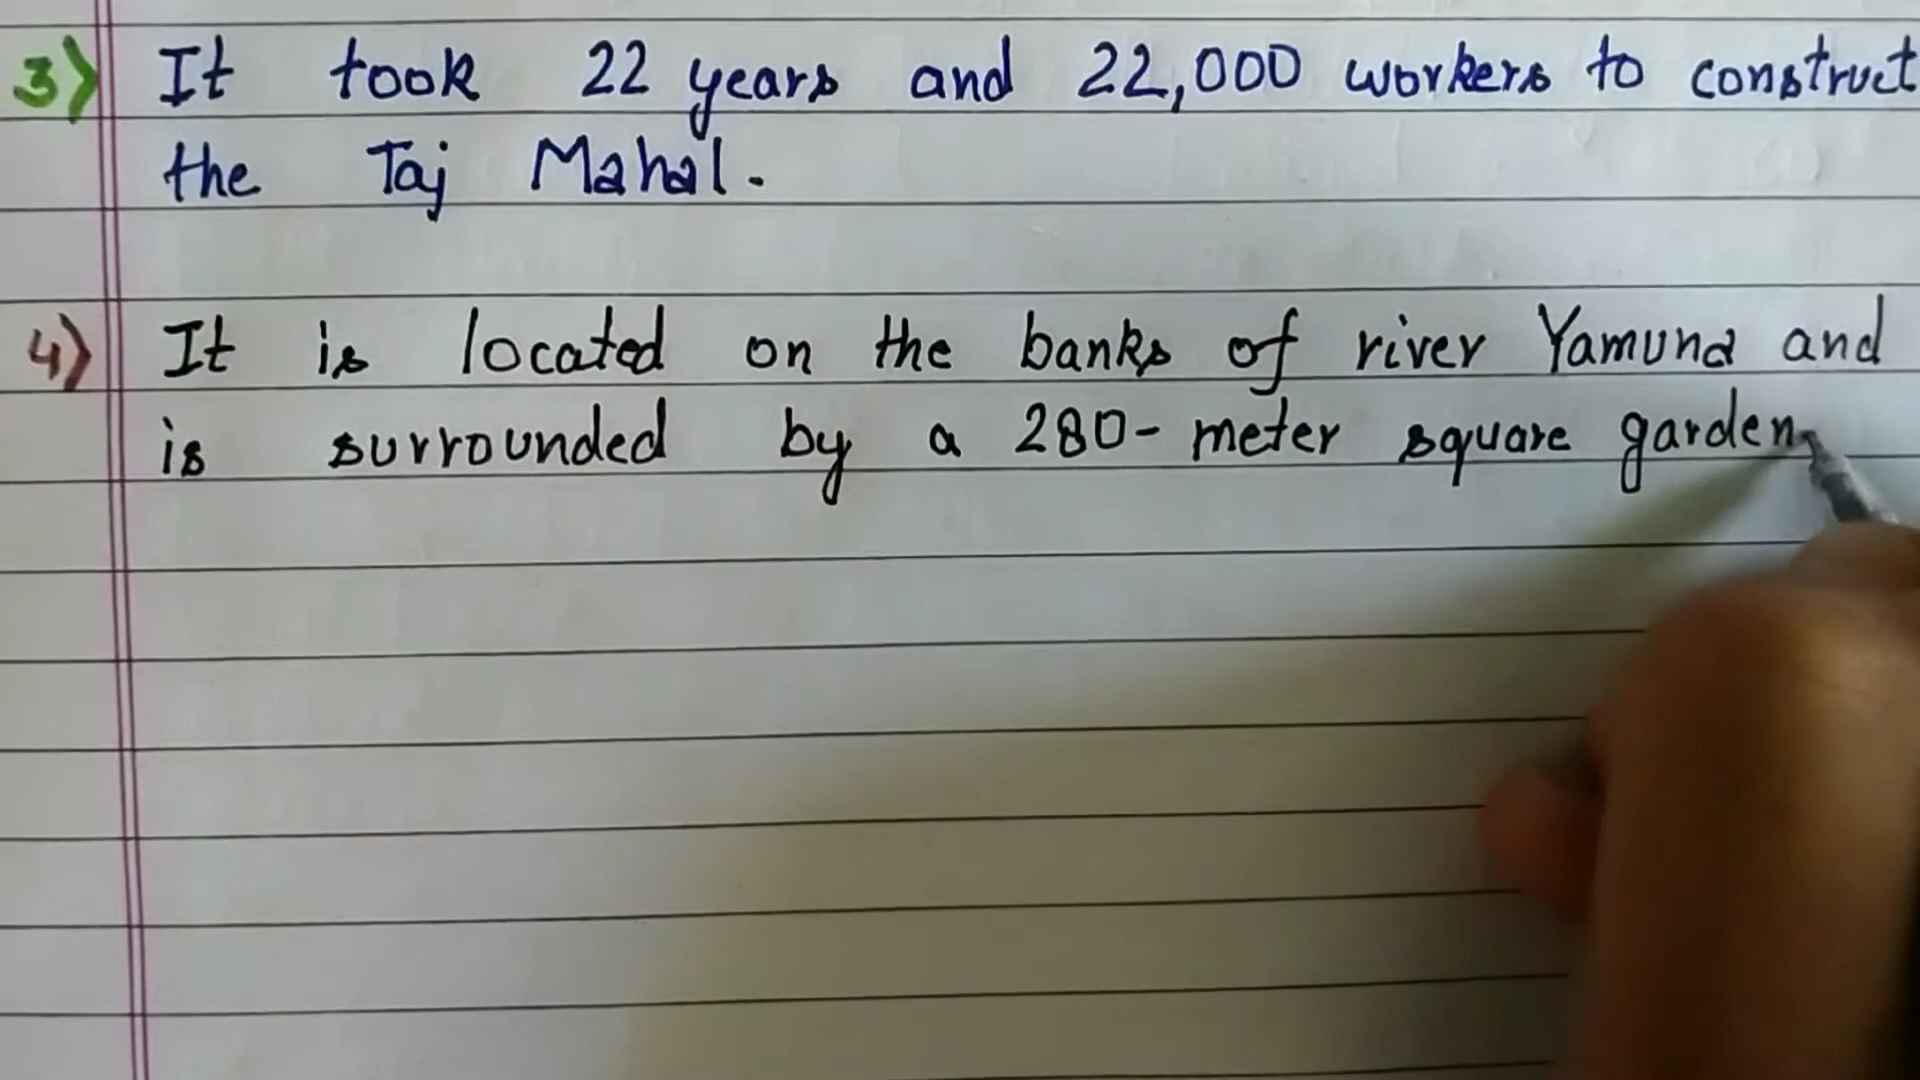 3) It took 22 years and 22,000 workers to construct
the Taj Mahal.
4) It is located on the banks of river Yamuna and
is surrounded by a 280-meter square garden.